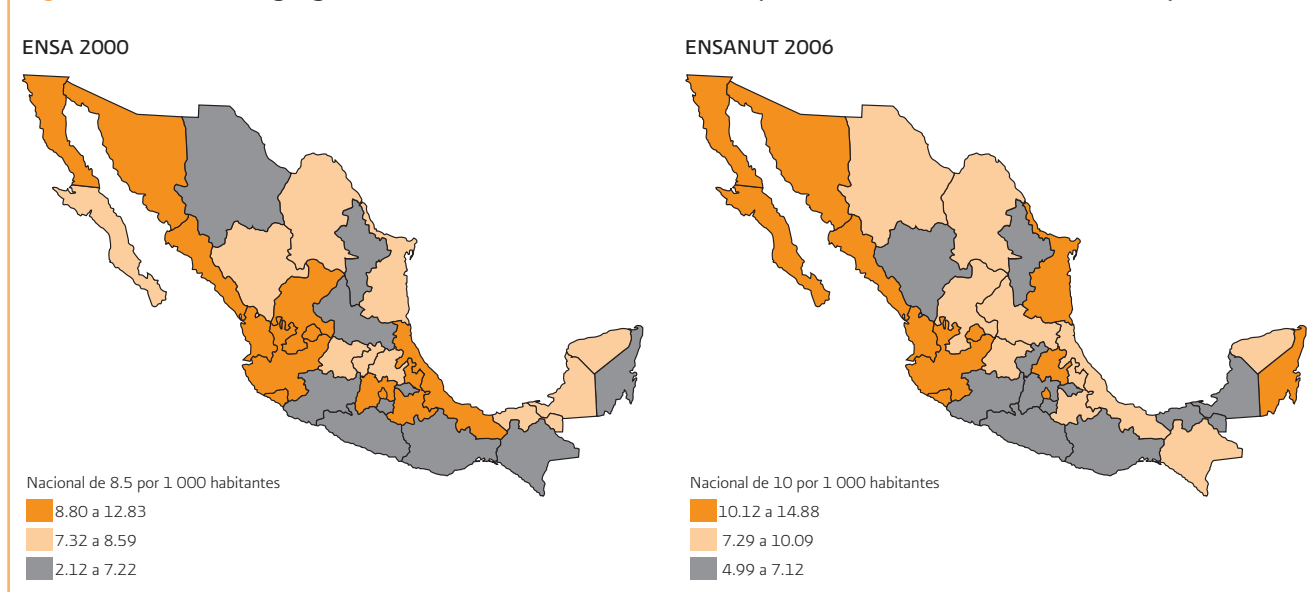 ENSA 2000
Nacional de 8.5 por 1 000 habitantes
8.80 a 12.83
7.32 a 8.59
2.12 a 7.22
ENSANUT 2006
Nacional de 10 por 1 000 habitantes
10.12 a 14.88
7.29 a 10.09
4.99 a 7.12